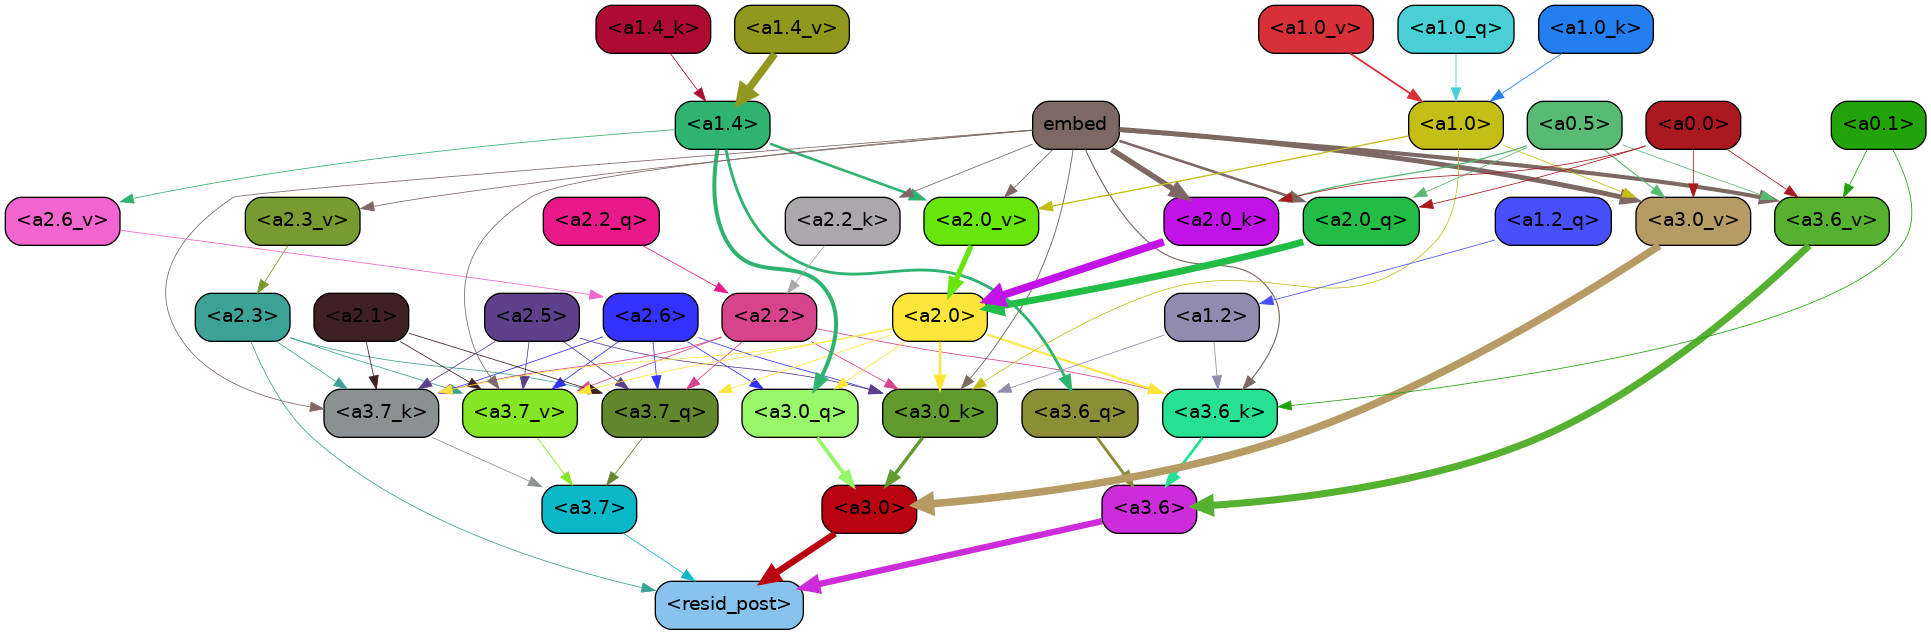 <a1.4_k>
<a1.4_v>
<a1.0_v>
<a1.0_q>
<a1.0_k>
<a1.4>
embed
<a1.0>
<a0.5>
<a0.0>
<a0.1>
<a2.6_v>
<a2.3_v>
<a2.2_q>
<a2.2_k>
<a2.0_v>
<a2.0_k>
<a2.0_q>
<a1.2_q>
<a3.0_v>
<a3.6_v>
<a2.3>
<a2.1>
<a2.5>
<a2.6>
<a2.2>
<a2.0>
<a1.2>
<a3.7_k>
<a3.7_v>
<a3.7_q>
<a3.0_q>
<a3.0_k>
<a3.6_q>
<a3.6_k>
<a3.7>
<a3.0>
<a3.6>
<resid_post>